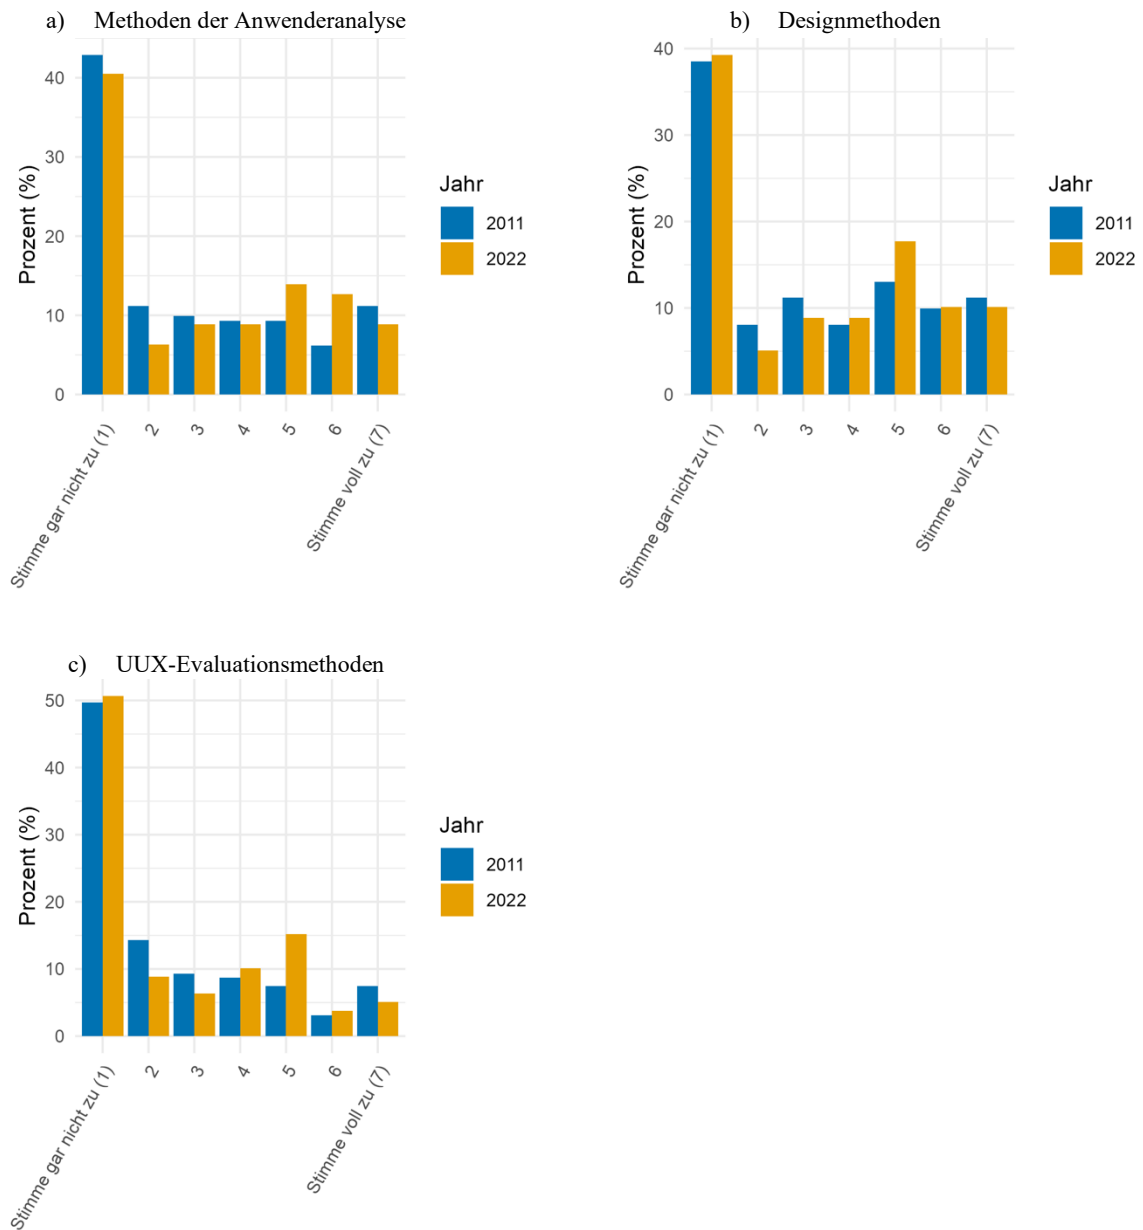 a) Methoden der Anwenderanalyse
Prozent (%)
40
30
20
10
0
Stimme gar nicht zu (1)
2
3
4
5
6
Stimme voll zu (7)
Jahr
2011
2022
b) Designmethoden
Prozent (%)
40
30
20
10
0
Stimme gar nicht zu (1)
2
3
4
5
6
Stimme voll zu (7)
Jahr
2011
2022
c) UUX-Evaluationsmethoden
Prozent (%)
50
40
30
20
10
0
Stimme gar nicht zu (1)
2
3
4
5
6
Stimme voll zu (7)
Jahr
2011
2022